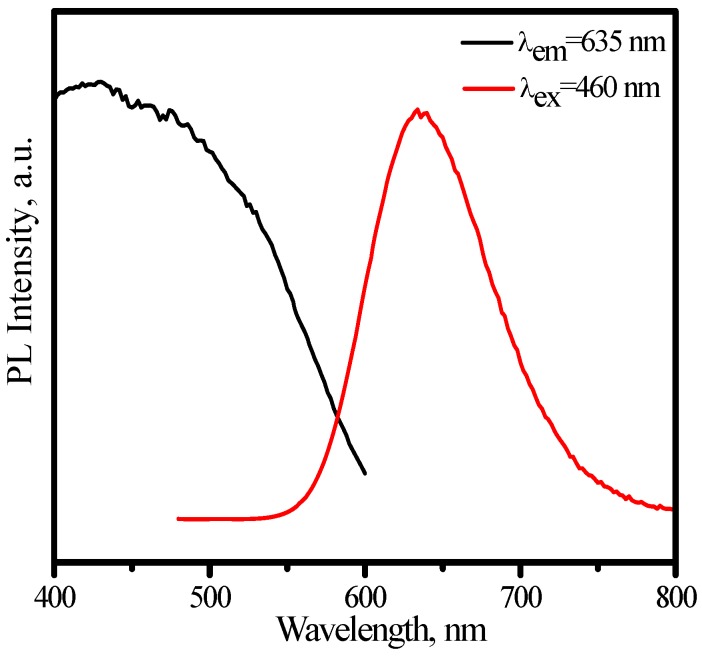 λem=635 nm
λex=460 nm
PL Intensity, a.u.
400 500 600 700 800
Wavelength, nm